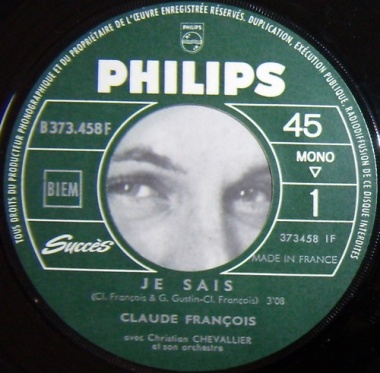 TOUS DROITS DU PRODUCTEUR PHONOGRAPHIQUE ET DU PROPRIÉTAIRE DE L'ŒUVRE ENREGISTRÉE RÉSERVÉS. DUPLICATION, EXÉCUTION PUBLIQUE, RADIODIFFUSION DE CE DISQUE INTERDITES
PHILIPS
PHILIPS
B 373.458 F
45
MONO
BIEM
1
Succès
373458 1F
MADE IN FRANCE
JE SAIS
(Cl. François & G. Gustin-Cl. François) 3'08
CLAUDE FRANÇOIS
avec Christian CHEVALLIER
et son orchestre